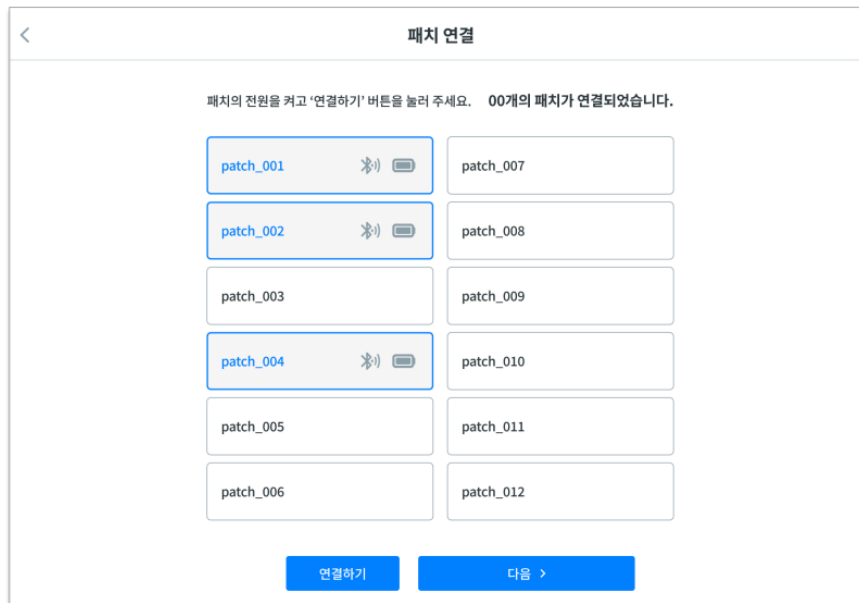 패치 연결
패치의 전원을 켜고 ‘연결하기’ 버튼을 눌러 주세요. 00개의 패치가 연결되었습니다.
patch_001
patch_007
patch_002
patch_008
patch_003
patch_009
patch_004
patch_010
patch_005
patch_011
patch_006
patch_012
연결하기
다음 >